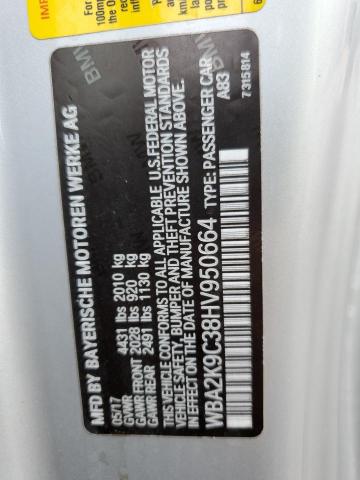 MFD BY BAYERISCHE MOTOREN WERKE AG
05/17
GVWR 4431 lbs 2010 kg
GAWR FRONT 2028 lbs 920 kg
GAWR REAR 2491 lbs 1130 kg
THIS VEHICLE CONFORMS TO ALL APPLICABLE U.S. FEDERAL MOTOR
VEHICLE SAFETY, BUMPER AND THEFT PREVENTION STANDARDS
IN EFFECT ON THE DATE OF MANUFACTURE SHOWN ABOVE.
WBA2K9C38HV950664 TYPE: PASSENGER CAR
A83
7315814
BMW